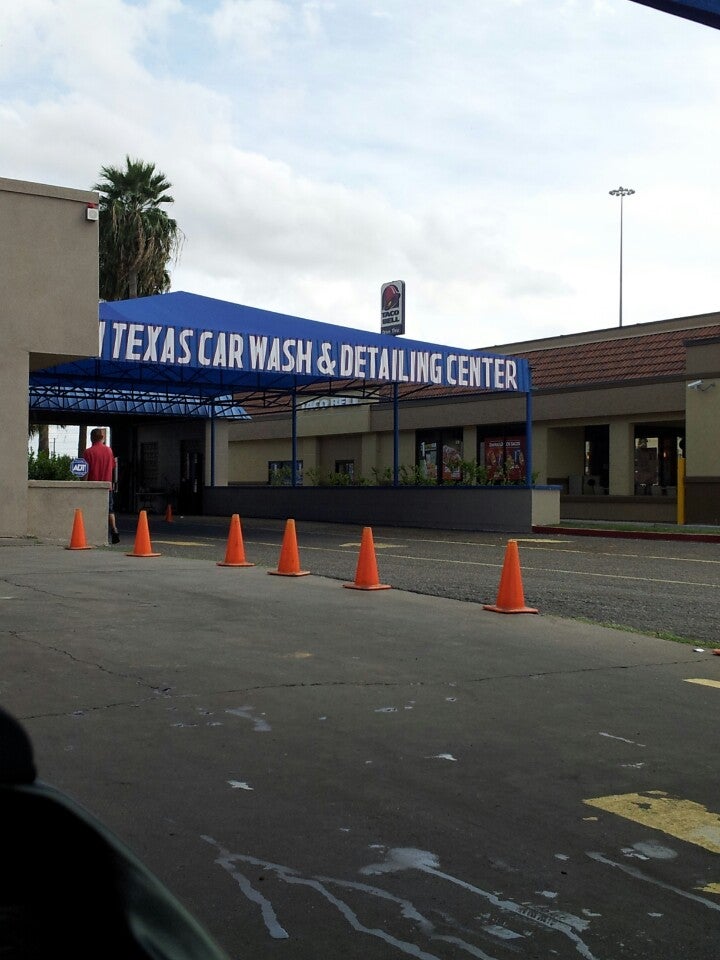 TACO
BELL
TEXAS CAR WASH & DETAILING CENTER
ADT